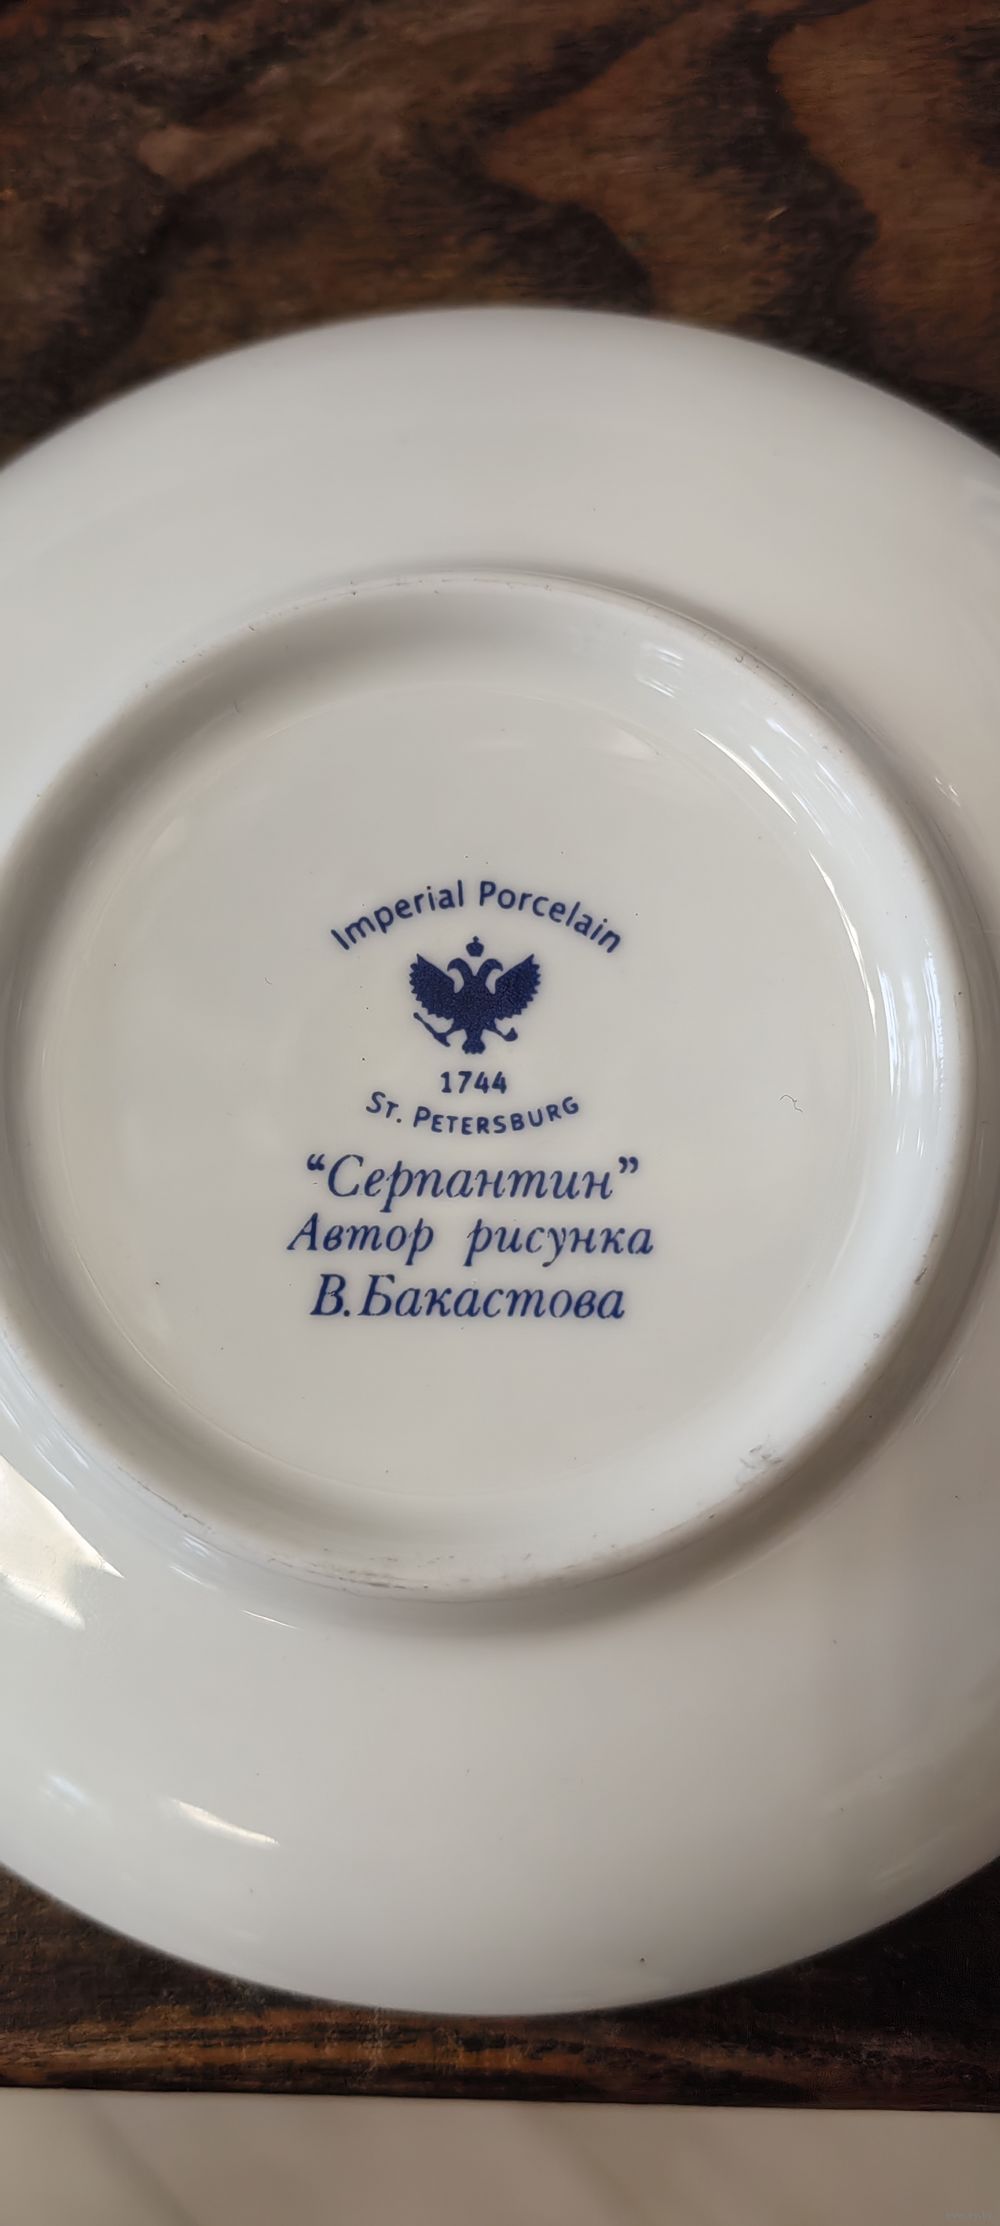 Imperial Porcelain
1744
ST. PETERSBURG
“Серпантин”
Автор рисунка
В.Бакастова